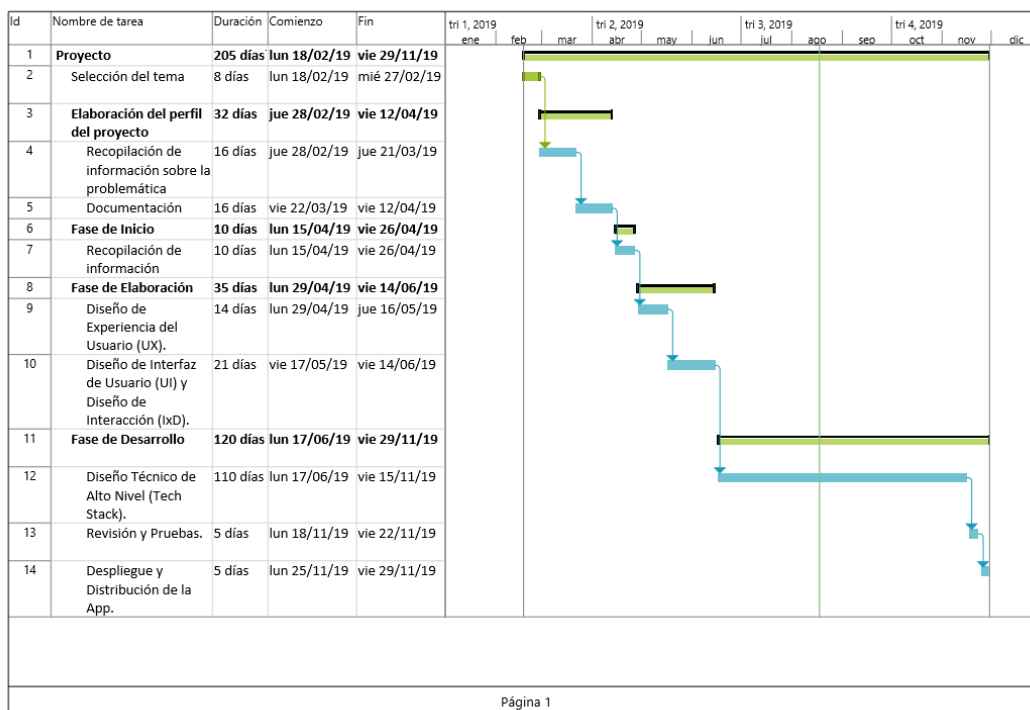 Id Nombre de tarea Duración Comienzo Fin
tri 1, 2019 tri 2, 2019 tri 3, 2019 tri 4, 2019
ene feb mar abr may jun jul ago sep oct nov dic
1 Proyecto 205 días lun 18/02/19 vie 29/11/19
2 Selección del tema 8 días lun 18/02/19 mié 27/02/19
3 Elaboración del perfil 32 días jue 28/02/19 vie 12/04/19
del proyecto
4 Recopilación de 16 días jue 28/02/19 jue 21/03/19
información sobre la
problemática
5 Documentación 16 días vie 22/03/19 vie 12/04/19
6 Fase de Inicio 10 días lun 15/04/19 vie 26/04/19
7 Recopilación de 10 días lun 15/04/19 vie 26/04/19
información
8 Fase de Elaboración 35 días lun 29/04/19 vie 14/06/19
9 Diseño de 14 días lun 29/04/19 jue 16/05/19
Experiencia del
Usuario (UX).
10 Diseño de Interfaz 21 días vie 17/05/19 vie 14/06/19
de Usuario (UI) y
Diseño de
Interacción (IxD).
11 Fase de Desarrollo 120 días lun 17/06/19 vie 29/11/19
12 Diseño Técnico de 110 días lun 17/06/19 vie 15/11/19
Alto Nivel (Tech
Stack).
13 Revisión y Pruebas. 5 días lun 18/11/19 vie 22/11/19
14 Despliegue y 5 días lun 25/11/19 vie 29/11/19
Distribución de la
App.
Página 1